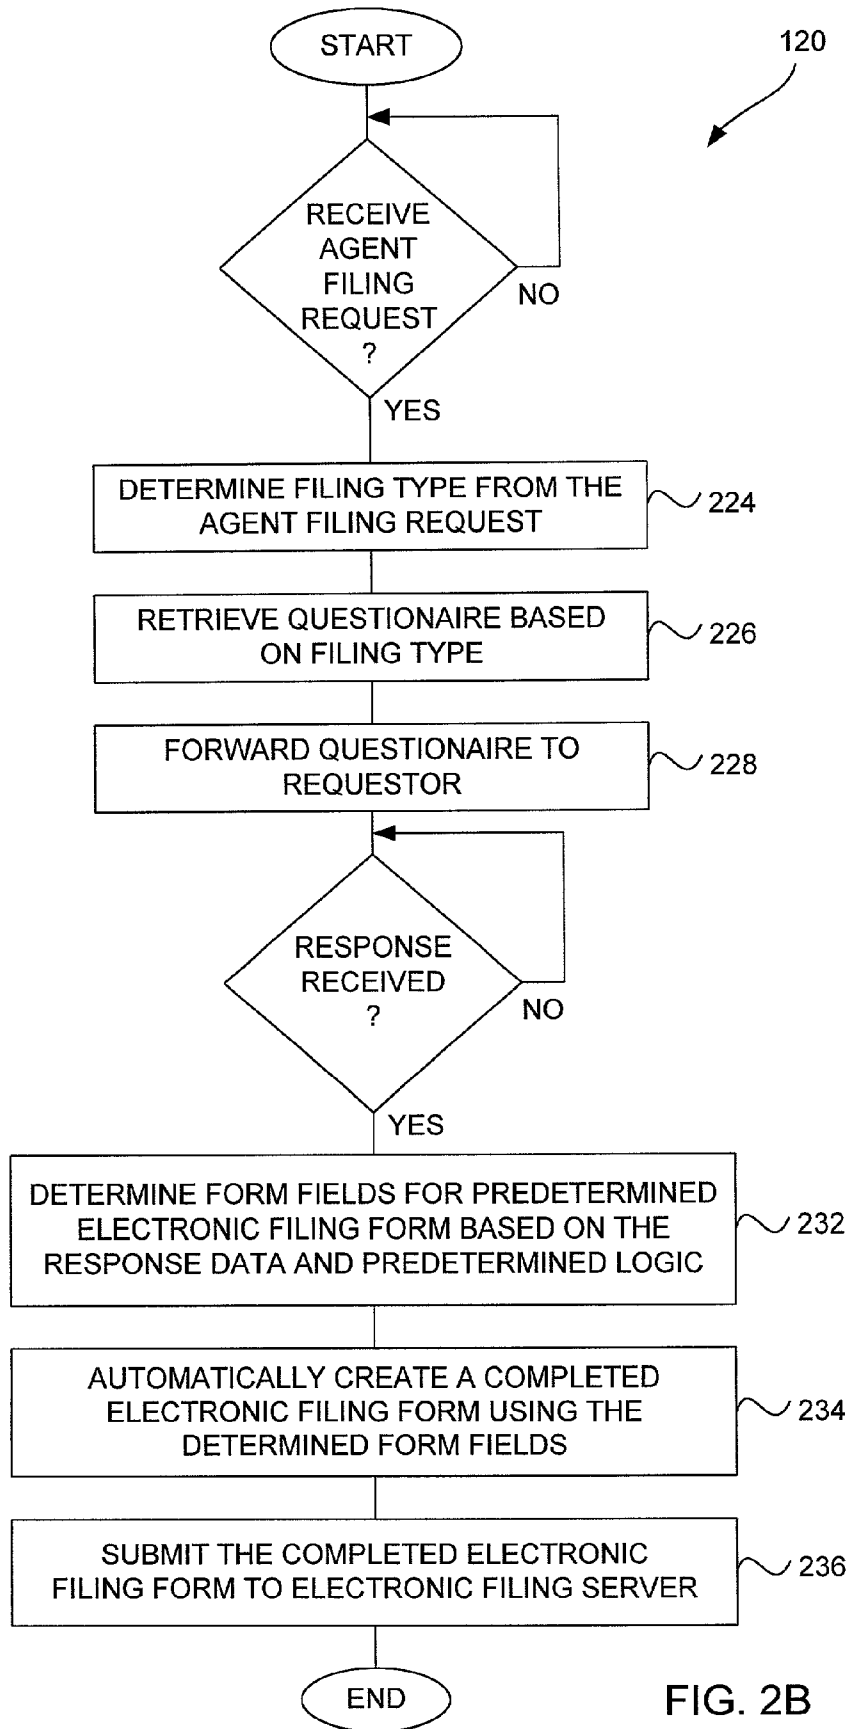 START
120
RECEIVE
AGENT
FILING
REQUEST
?
NO
YES
DETERMINE FILING TYPE FROM THE
AGENT FILING REQUEST
224
RETRIEVE QUESTIONAIRE BASED
ON FILING TYPE
226
FORWARD QUESTIONAIRE TO
REQUESTOR
228
RESPONSE
RECEIVED
?
NO
YES
DETERMINE FORM FIELDS FOR PREDETERMINED
ELECTRONIC FILING FORM BASED ON THE
RESPONSE DATA AND PREDETERMINED LOGIC
232
AUTOMATICALLY CREATE A COMPLETED
ELECTRONIC FILING FORM USING THE
DETERMINED FORM FIELDS
234
SUBMIT THE COMPLETED ELECTRONIC
FILING FORM TO ELECTRONIC FILING SERVER
236
END
FIG. 2B